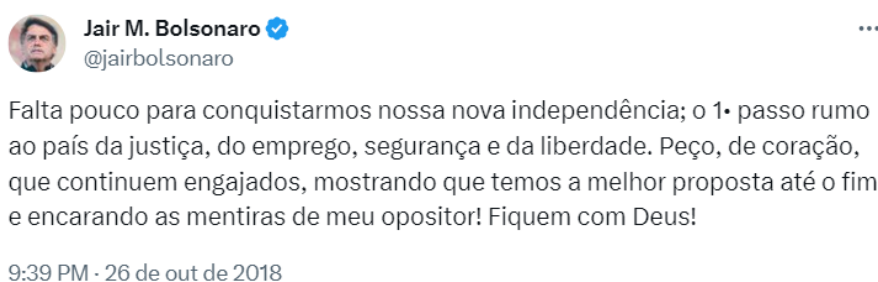 Jair M. Bolsonaro
@jairbolsonaro
Falta pouco para conquistarmos nossa nova independência; o 1• passo rumo
ao país da justiça, do emprego, segurança e da liberdade. Peço, de coração,
que continuem engajados, mostrando que temos a melhor proposta até o fim
e encarando as mentiras de meu opositor! Fiquem com Deus!
9:39 PM · 26 de out de 2018